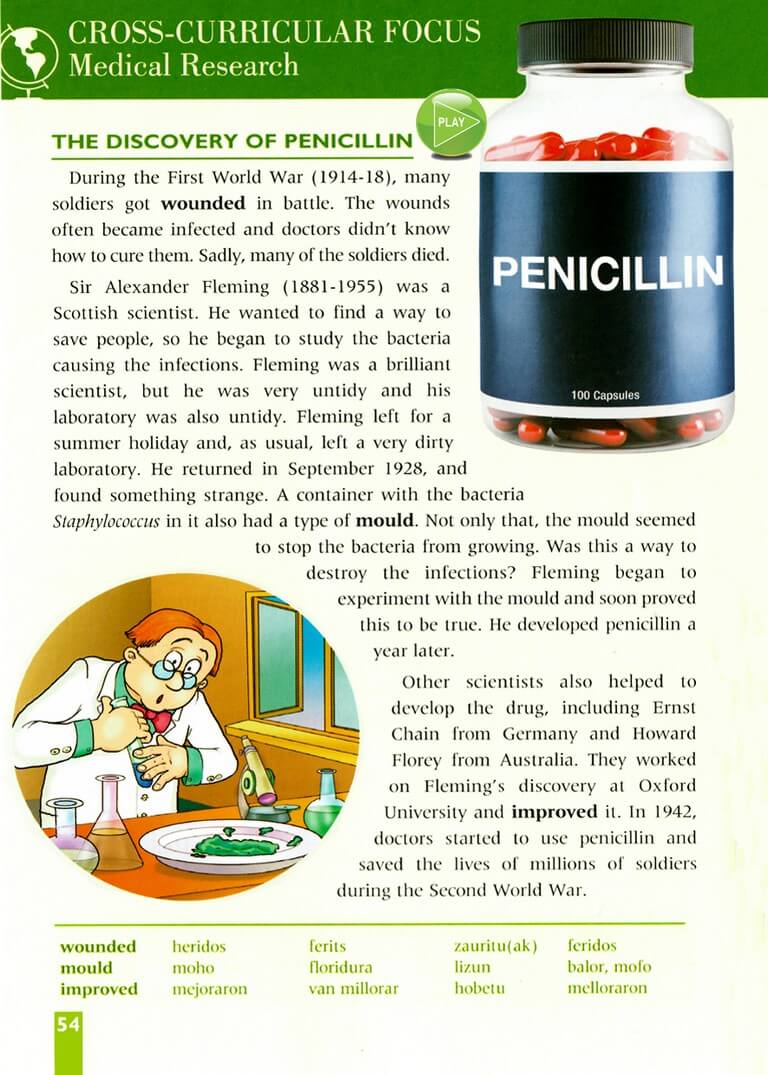 CROSS-CURRICULAR FOCUS
Medical Research
PLAY
THE DISCOVERY OF PENICILLIN
During the First World War (1914-18), many
soldiers got wounded in battle. The wounds
often became infected and doctors didn't know
how to cure them. Sadly, many of the soldiers died.
Sir Alexander Fleming (1881-1955) was a
Scottish scientist. He wanted to find a way to
save people, so he began to study the bacteria
causing the infections. Fleming was a brilliant
scientist, but he was very untidy and his
laboratory was also untidy. Fleming left for a
summer holiday and, as usual, left a very dirty
laboratory. He returned in September 1928, and
found something strange. A container with the bacteria
Staphylococcus in it also had a type of mould. Not only that, the mould seemed
to stop the bacteria from growing. Was this a way to
destroy the infections? Fleming began to
experiment with the mould and soon proved
this to be true. He developed penicillin a
year later.
Other scientists also helped to
develop the drug, including Ernst
Chain from Germany and Howard
Florey from Australia. They worked
on Fleming's discovery at Oxford
University and improved it. In 1942,
doctors started to use penicillin and
saved the lives of millions of soldiers
during the Second World War.
PENICILLIN
100 Capsules
wounded heridos ferits zauritu(ak) feridos
mould moho floridura lizun balor, mofo
improved mejoraron van millorar hobetu melloraron
54